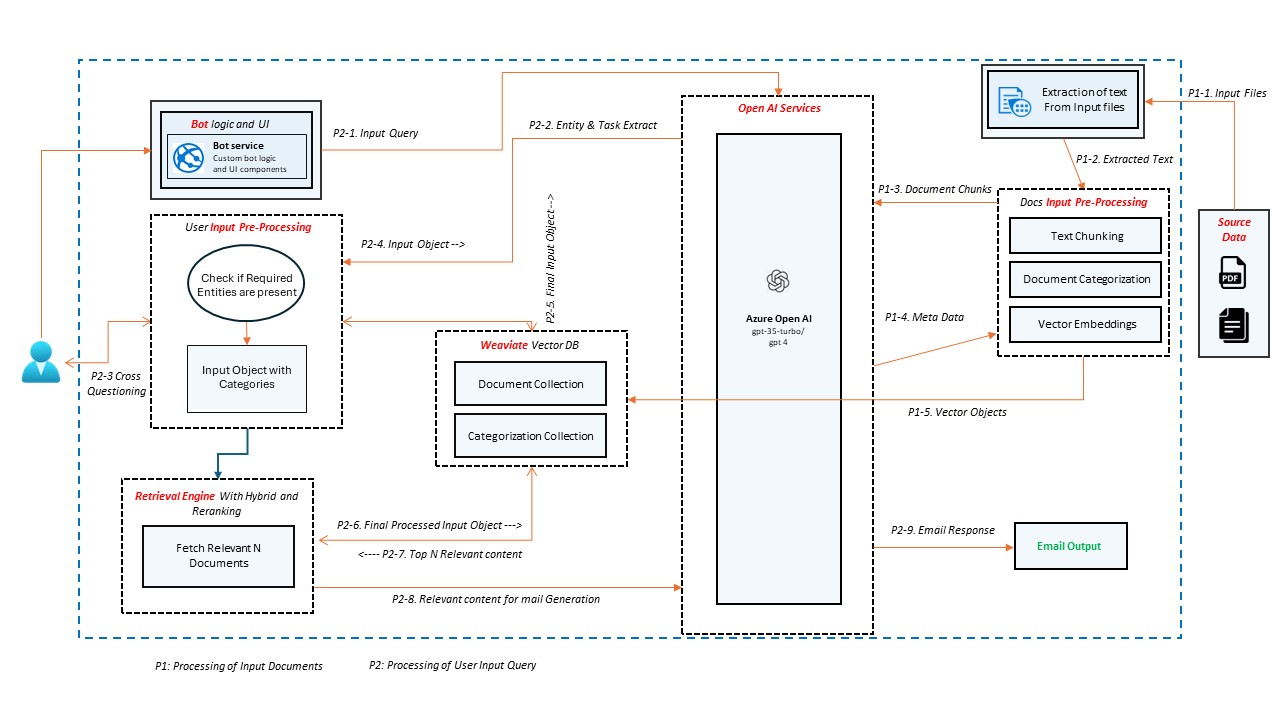 Open AI Services
Extraction of text
From Input files
P1-1. Input Files
Bot logic and UI
Bot service
Custom bot logic
and UI components
P2-1. Input Query
P2-2. Entity & Task Extract
P1-2. Extracted Text
P1-3. Document Chunks
Docs Input Pre-Processing
Text Chunking
Document Categorization
Vector Embeddings
Source
Data
PDF
User Input Pre-Processing
Check if Required
Entities are present
Input Object with
Categories
P2-4. Input Object -->
P2-5. Final Input Object-->
Azure Open AI
gpt-35-turbo/
gpt 4
P1-4. Meta Data
Weaviate Vector DB
Document Collection
Categorization Collection
P2-3 Cross
Questioning
P1-5. Vector Objects
Retrieval Engine With Hybrid and
Reranking
Fetch Relevant N
Documents
P2-6. Final Processed Input Object --->
<---- P2-7. Top N Relevant content
P2-8. Relevant content for mail Generation
P2-9. Email Response
Email Output
P1: Processing of Input Documents
P2: Processing of User Input Query